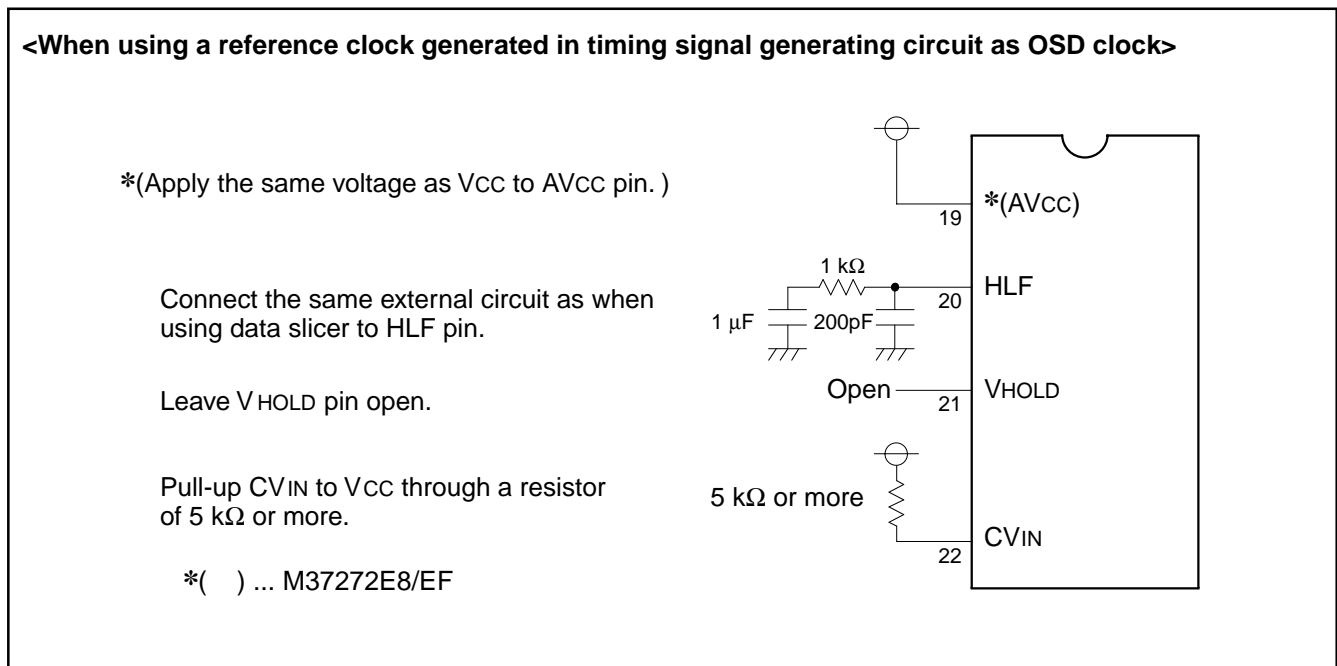 <When using a reference clock generated in timing signal generating circuit as OSD clock>
*(Apply the same voltage as VCC to AVCC pin. )
19
*(AVCC)
Connect the same external circuit as when
using data slicer to HLF pin.
1 kΩ
1 μF
200pF
20
HLF
Leave VHOLD pin open.
Open
21
VHOLD
Pull-up CVIN to VCC through a resistor
of 5 kΩ or more.
5 kΩ or more
22
CVIN
*( ) ... M37272E8/EF